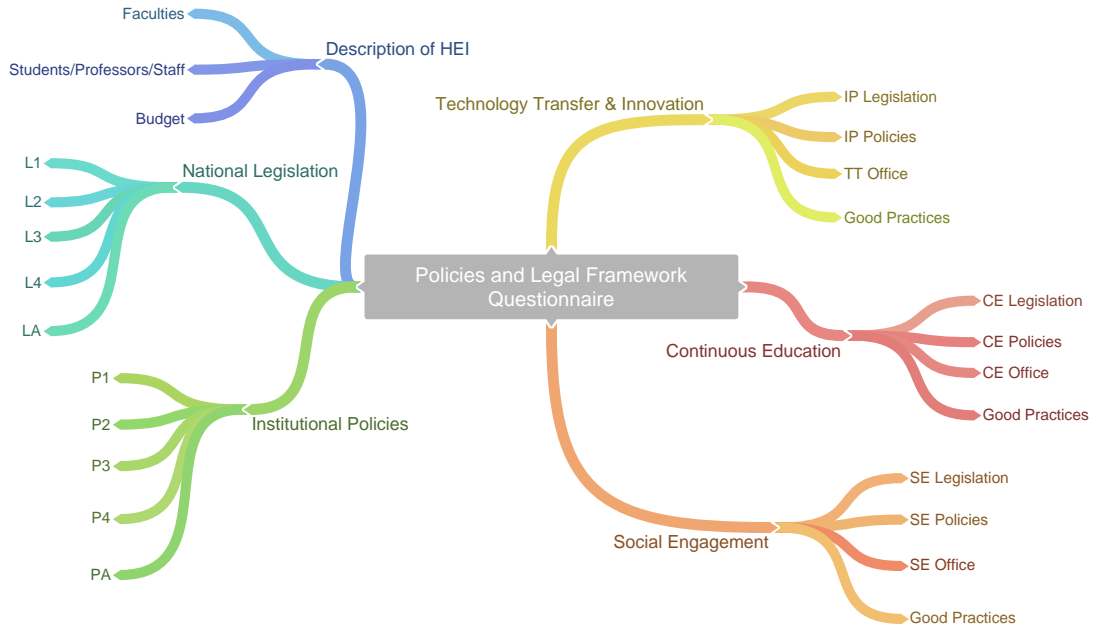 Policies and Legal Framework
Questionnaire
Description of HEI
Faculties
Students/Professors/Staff
Budget
National Legislation
L1
L2
L3
L4
LA
Institutional Policies
P1
P2
P3
P4
PA
Technology Transfer & Innovation
IP Legislation
IP Policies
TT Office
Good Practices
Continuous Education
CE Legislation
CE Policies
CE Office
Good Practices
Social Engagement
SE Legislation
SE Policies
SE Office
Good Practices